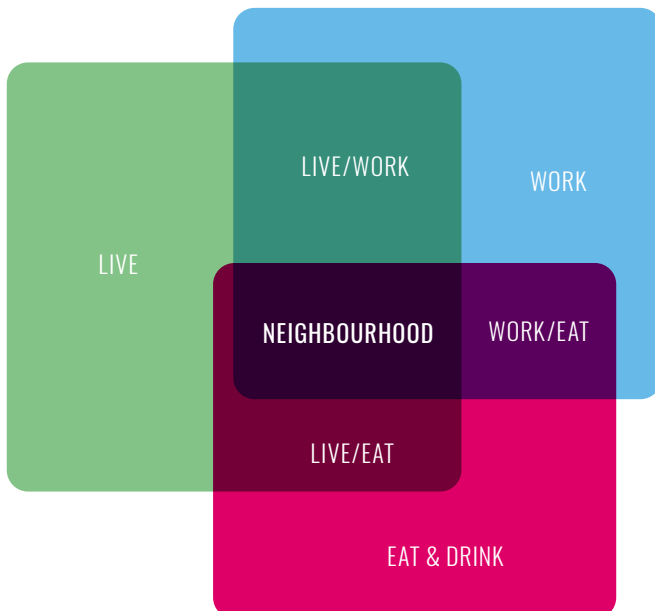 LIVE/WORK
WORK
LIVE
NEIGHBOURHOOD
WORK/EAT
LIVE/EAT
EAT & DRINK